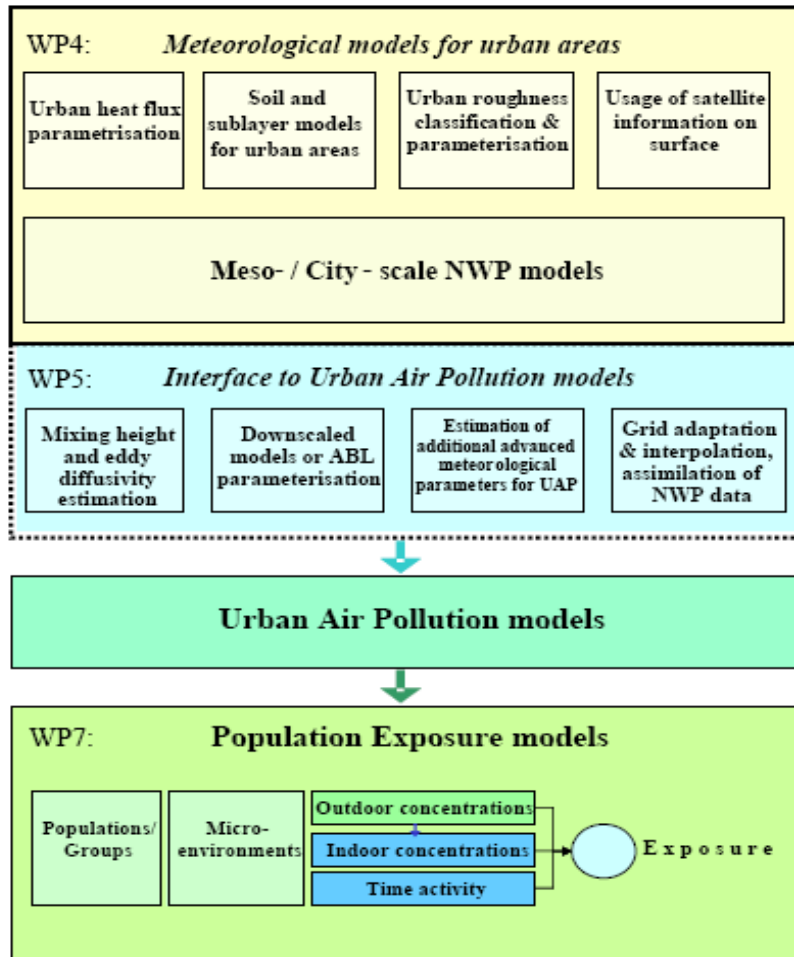 WP4: Meteorological models for urban areas
Urban heat flux
parametrisation
Soil and
sublayer models
for urban areas
Urban roughness
classification &
parameterisation
Usage of satellite
information on
surface
Meso- / City - scale NWP models
WP5: Interface to Urban Air Pollution models
Mixing height
and eddy
diffusivity
estimation
Downscaled
models or ABL
parameterisation
Estimation of
additional advanced
meteorological
parameters for UAP
Grid adaptation
& interpolation,
assimilation of
NWP data
Urban Air Pollution models
WP7: Population Exposure models
Populations/
Groups
Micro-
environments
Outdoor concentrations
Indoor concentrations
Time activity
Exposure